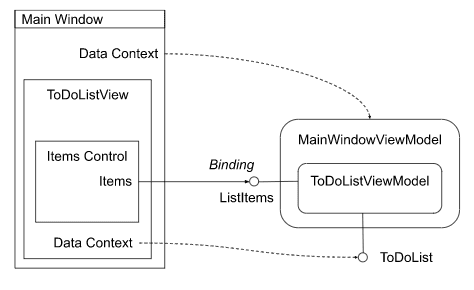 Main Window
Data Context
ToDoListView
MainWindowViewModel
Items Control
Binding
Items
ToDoListViewModel
ListItems
Data Context
ToDoList